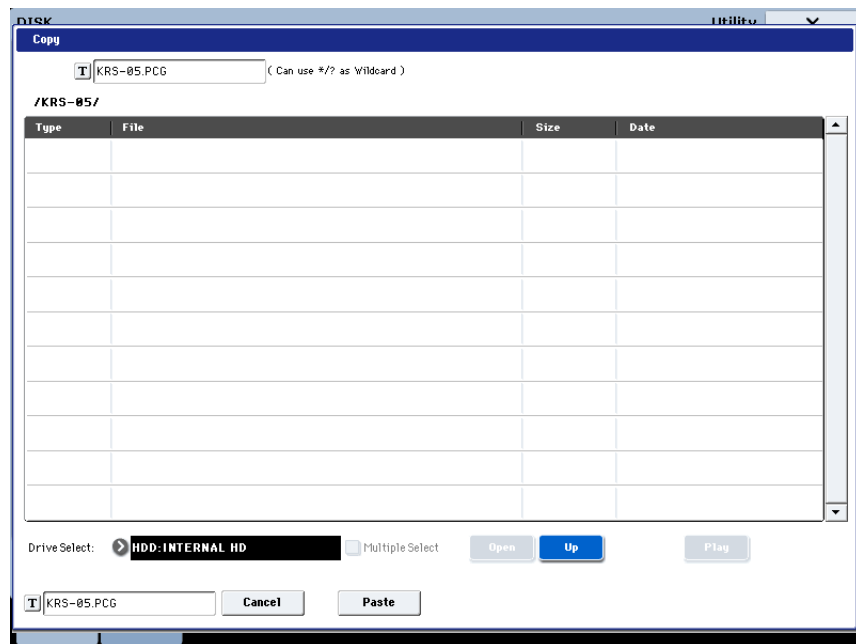 DISK Utility
Copy
T KRS-05.PCG ( Can use */? as Wildcard )
/KRS-05/
Type File Size Date
Drive Select: HDD:INTERNAL HD Multiple Select Open Up Play
T KRS-05.PCG Cancel Paste